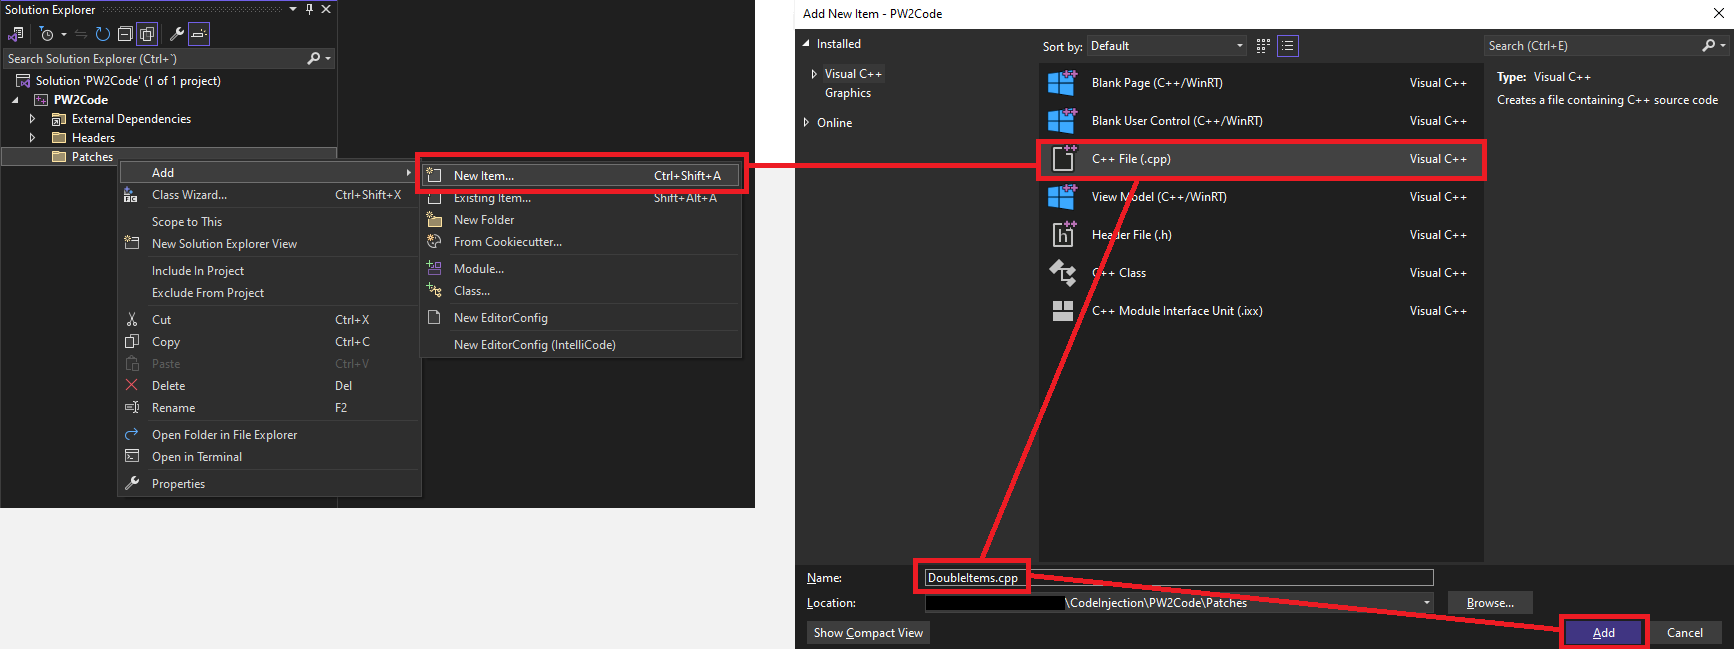 Solution Explorer
Search Solution Explorer (Ctrl+`)
Solution 'PW2Code' (1 of 1 project)
PW2Code
External Dependencies
Headers
Patches
Add
Class Wizard... Ctrl+Shift+X
Scope to This
New Solution Explorer View
Include In Project
Exclude From Project
Cut Ctrl+X
Copy Ctrl+C
Paste Ctrl+V
Delete Del
Rename F2
Open Folder in File Explorer
Open in Terminal
Properties
New Item... Ctrl+Shift+A
Existing Item... Shift+Alt+A
New Folder
From Cookiecutter...
Module...
Class...
New EditorConfig
New EditorConfig (IntelliCode)
Add New Item - PW2Code
Installed
Visual C++
Graphics
Online
Sort by: Default
Blank Page (C++/WinRT) Visual C++
Blank User Control (C++/WinRT) Visual C++
C++ File (.cpp) Visual C++
View Model (C++/WinRT) Visual C++
Header File (.h) Visual C++
C++ Class Visual C++
C++ Module Interface Unit (.ixx) Visual C++
Search (Ctrl+E)
Type: Visual C++
Creates a file containing C++ source code
Name: DoubleItems.cpp
Location: \CodeInjection\PW2Code\Patches
Browse...
Show Compact View
Add
Cancel